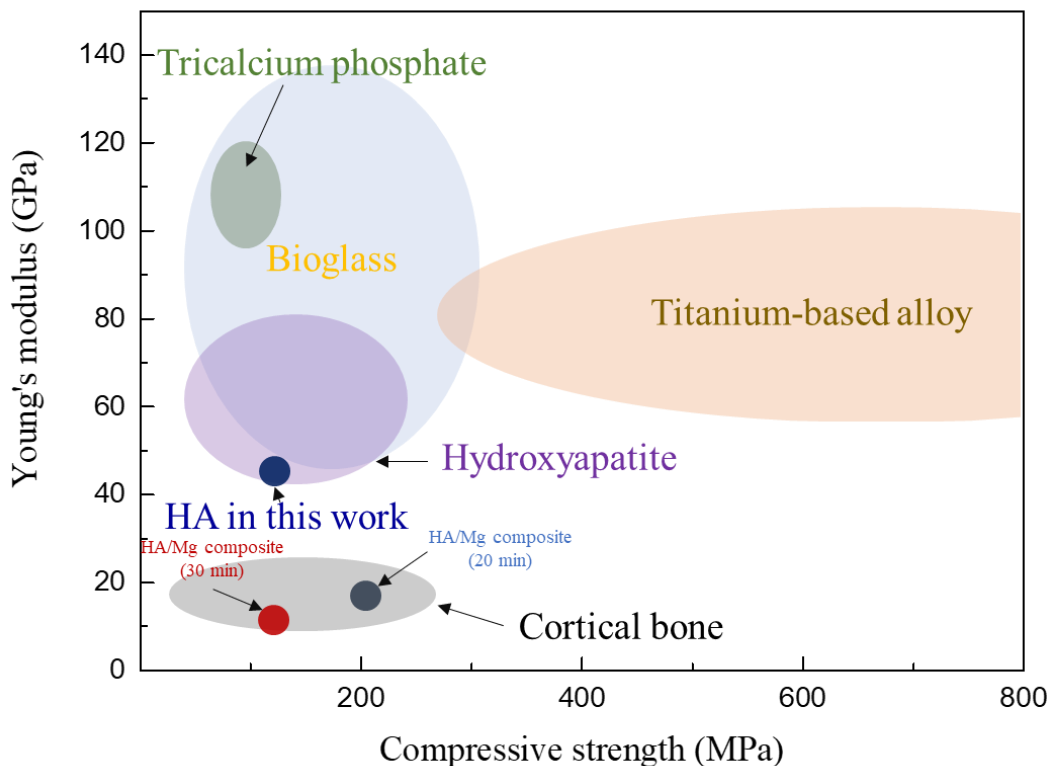 140
120
100
80
60
40
20
0
Young's modulus (GPa)
Tricalcium phosphate
Bioglass
Titanium-based alloy
Hydroxyapatite
HA in this work
HA/Mg composite
(30 min)
HA/Mg composite
(20 min)
Cortical bone
200
400
600
800
Compressive strength (MPa)